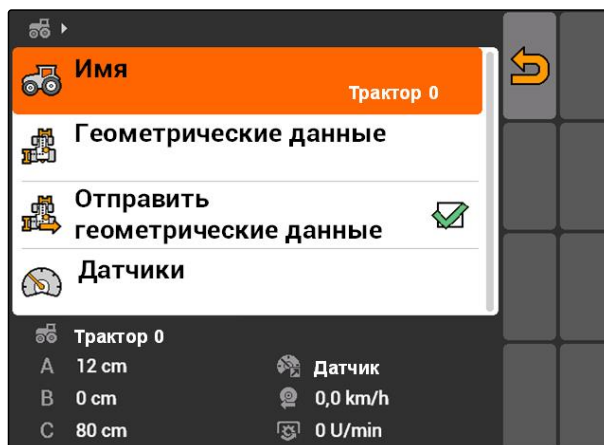 Имя
Трактор 0
Геометрические данные
Отправить
геометрические данные
Датчики
Трактор 0
A 12 cm Датчик
B 0 cm 0,0 km/h
C 80 cm 0 U/min